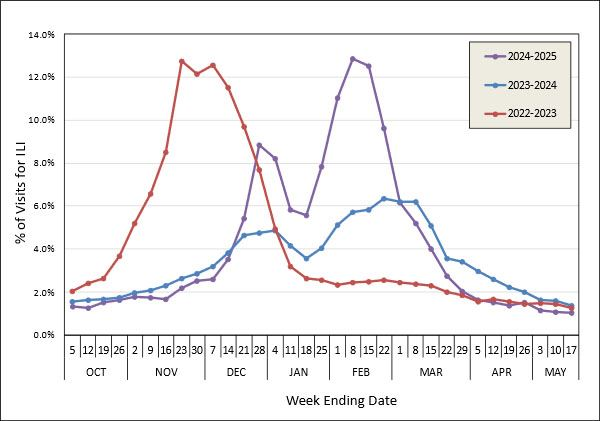 14.0%
12.0%
10.0%
8.0%
6.0%
4.0%
2.0%
0.0%
% of Visits for ILI
2024-2025
2023-2024
2022-2023
5 12 19 26 2 9 16 23 30 7 14 21 28 4 11 18 25 1 8 15 22 1 8 15 22 29 5 12 19 26 3 10 17
OCT NOV DEC JAN FEB MAR APR MAY
Week Ending Date